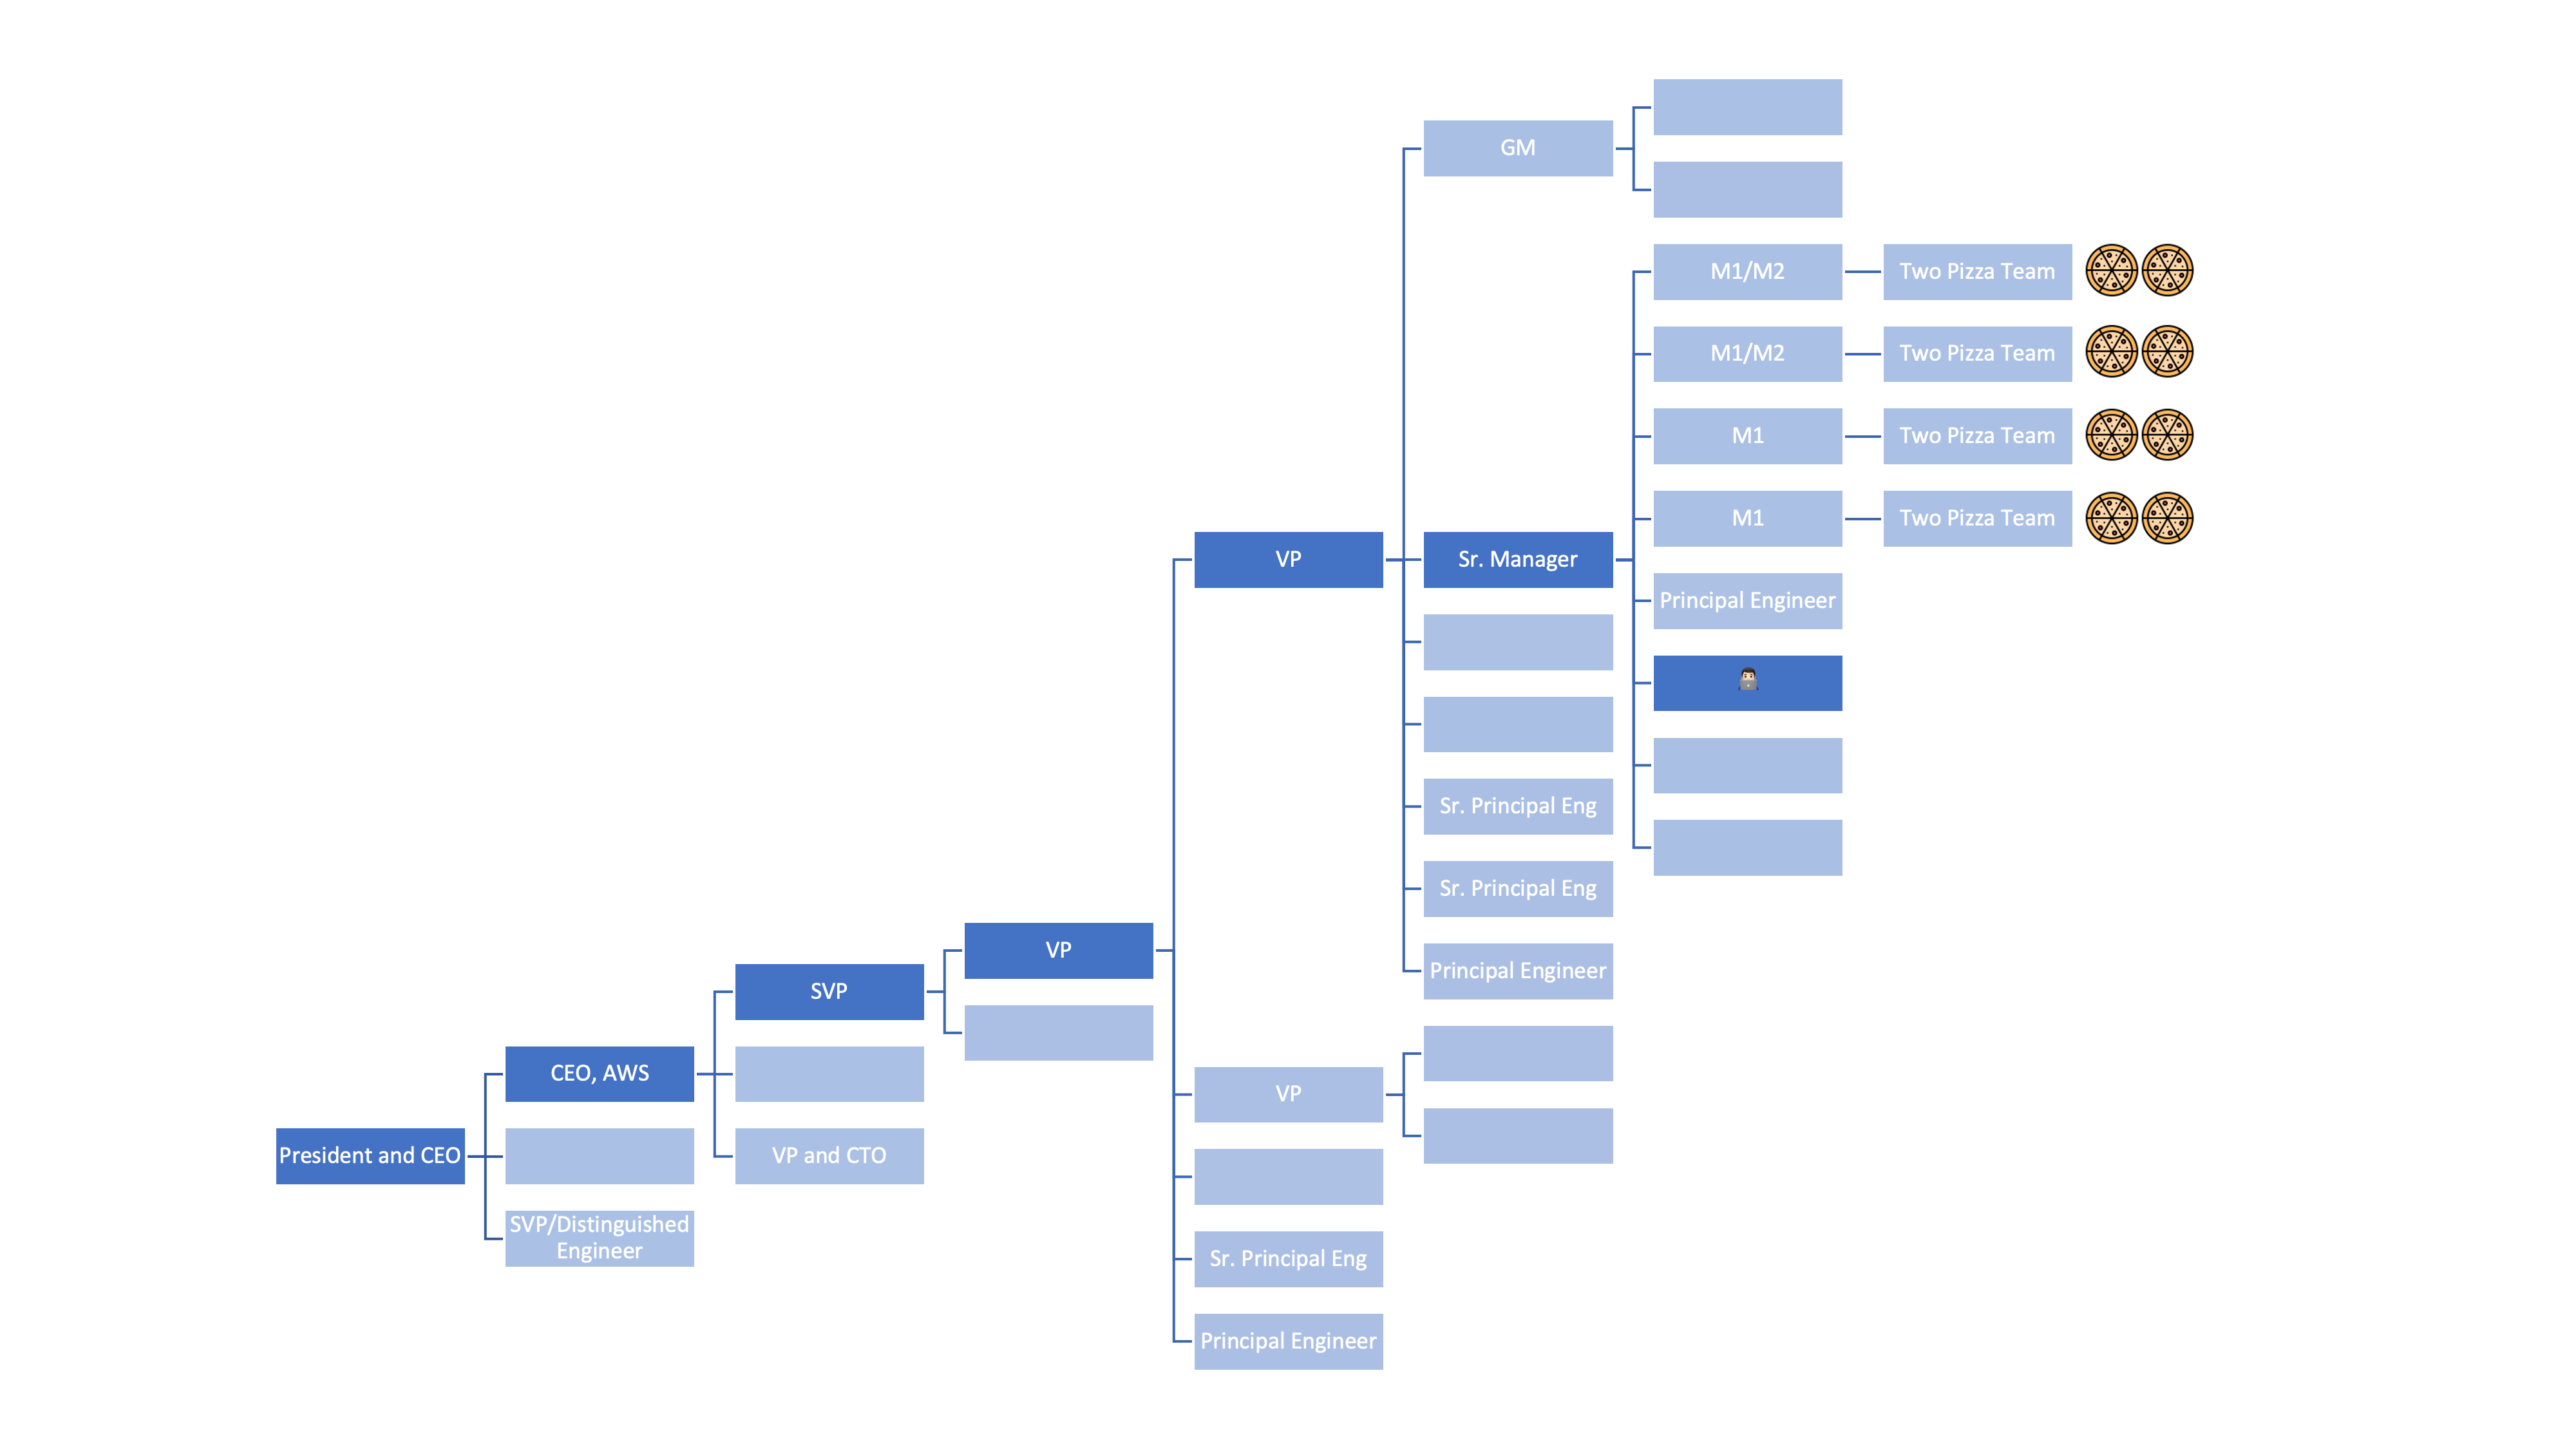 GM
M1/M2
Two Pizza Team
M1/M2
Two Pizza Team
M1
Two Pizza Team
M1
Two Pizza Team
VP
Sr. Manager
Principal Engineer
Sr. Principal Eng
Sr. Principal Eng
VP
Principal Engineer
SVP
CEO, AWS
VP
President and CEO
VP and CTO
SVP/Distinguished
Engineer
Sr. Principal Eng
Principal Engineer